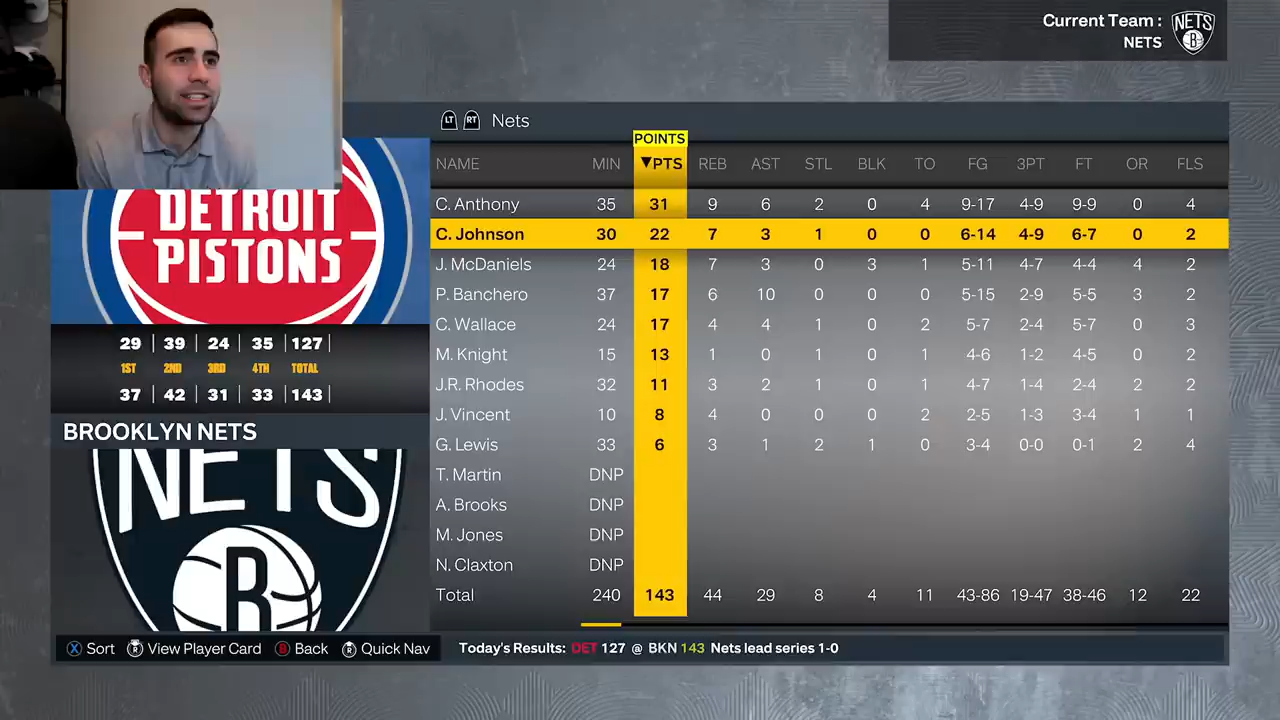 Current Team :
NETS
NETS
B
LT RT Nets
POINTS
NAME MIN ▼PTS REB AST STL BLK TO FG 3PT FT OR FLS
C. Anthony 35 31 9 6 2 0 4 9-17 4-9 9-9 0 4
C. Johnson 30 22 7 3 1 0 0 6-14 4-9 6-7 0 2
J. McDaniels 24 18 7 3 0 3 1 5-11 4-7 4-4 4 2
P. Banchero 37 17 6 10 0 0 0 5-15 2-9 5-5 3 2
C. Wallace 24 17 4 4 1 0 2 5-7 2-4 5-7 0 3
M. Knight 15 13 1 0 1 0 1 4-6 1-2 4-5 0 2
J.R. Rhodes 32 11 3 2 1 0 1 4-7 1-4 2-4 2 2
J. Vincent 10 8 4 0 0 0 2 2-5 1-3 3-4 1 1
G. Lewis 33 6 3 1 2 1 0 3-4 0-0 0-1 2 4
T. Martin DNP
A. Brooks DNP
M. Jones DNP
N. Claxton DNP
Total 240 143 44 29 8 4 11 43-86 19-47 38-46 12 22
DETROIT
PISTONS
29 39 24 35 127
1ST 2ND 3RD 4TH TOTAL
37 42 31 33 143
BROOKLYN NETS
NETS
B
X Sort R View Player Card B Back R Quick Nav
Today's Results: DET 127 @ BKN 143 Nets lead series 1-0